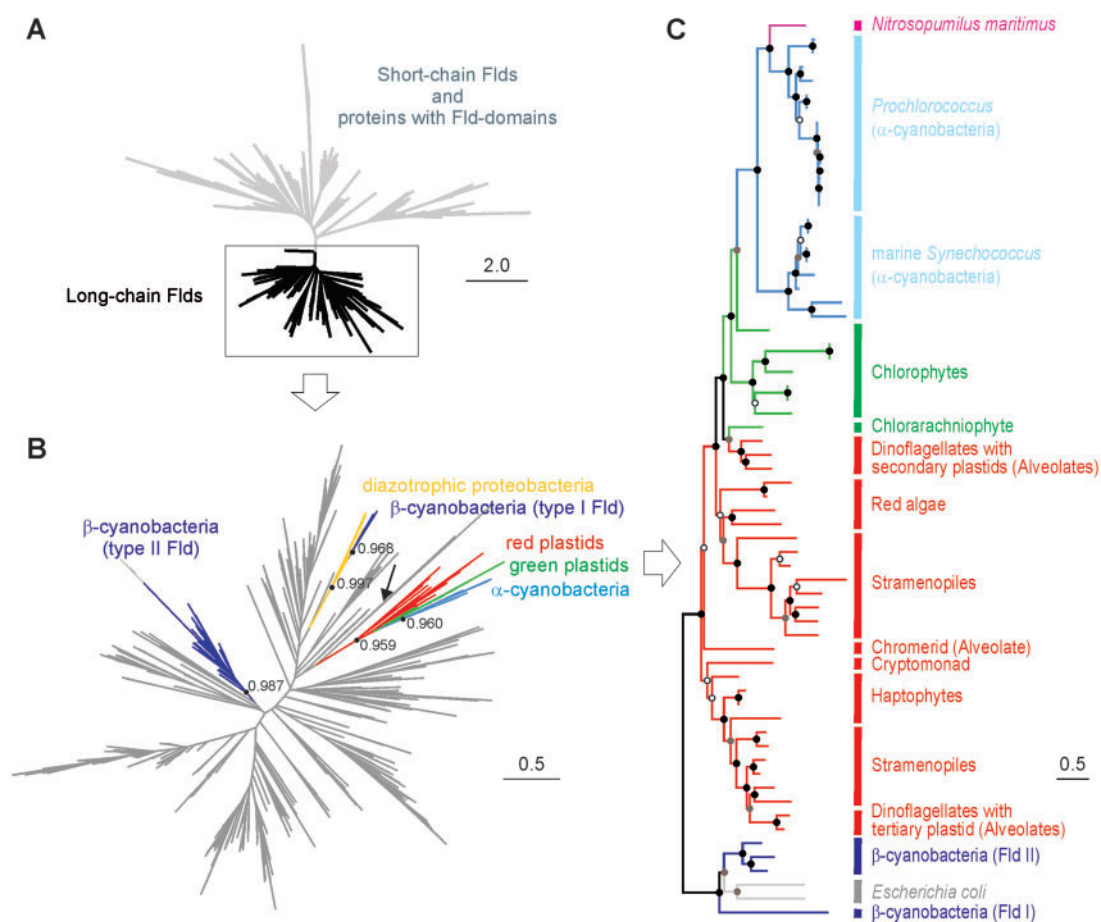 A
Short-chain Flds
and
proteins with Fld-domains
Long-chain Flds
2.0
B
β-cyanobacteria
(type II Fld)
diazotrophic proteobacteria
β-cyanobacteria (type I Fld)
red plastids
green plastids
α-cyanobacteria
0.968
0.997
0.960
0.959
0.987
0.5
C
Nitrosopumilus maritimus
Prochlorococcus
(α-cyanobacteria)
marine Synechococcus
(α-cyanobacteria)
Chlorophytes
Chlorarachniophyte
Dinoflagellates with
secondary plastids (Alveolates)
Red algae
Stramenopiles
Chromerid (Alveolate)
Cryptomonad
Haptophytes
Stramenopiles
0.5
Dinoflagellates with
tertiary plastid (Alveolates)
β-cyanobacteria (Fld II)
Escherichia coli
β-cyanobacteria (Fld I)